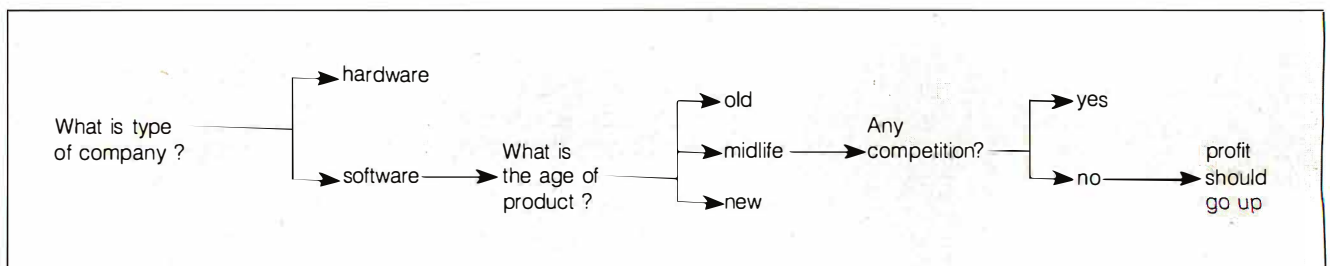 What is type
of company ?
hardware
software
What is
the age of
product ?
old
midlife
new
Any
competition?
yes
no
profit
should
go up